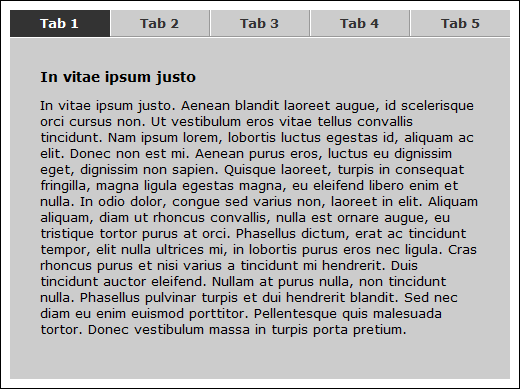 Tab 1 Tab 2 Tab 3 Tab 4 Tab 5
In vitae ipsum justo
In vitae ipsum justo. Aenean blandit laoreet augue, id scelerisque
orci cursus non. Ut vestibulum eros vitae tellus convallis
tincidunt. Nam ipsum lorem, lobortis luctus egestas id, aliquam ac
elit. Donec non est mi. Aenean purus eros, luctus eu dignissim
eget, dignissim non sapien. Quisque laoreet, turpis in consequat
fringilla, magna ligula egestas magna, eu eleifend libero enim et
nulla. In odio dolor, congue sed varius non, laoreet in elit. Aliquam
aliquam, diam ut rhoncus convallis, nulla est ornare augue, eu
tristique tortor purus at orci. Phasellus dictum, erat ac tincidunt
tempor, elit nulla ultrices mi, in lobortis purus eros nec ligula. Cras
rhoncus purus et nisi varius a tincidunt mi hendrerit. Duis
tincidunt auctor eleifend. Nullam at purus nulla, non tincidunt
nulla. Phasellus pulvinar turpis et dui hendrerit blandit. Sed nec
diam eu enim euismod porttitor. Pellentesque quis malesuada
tortor. Donec vestibulum massa in turpis porta pretium.